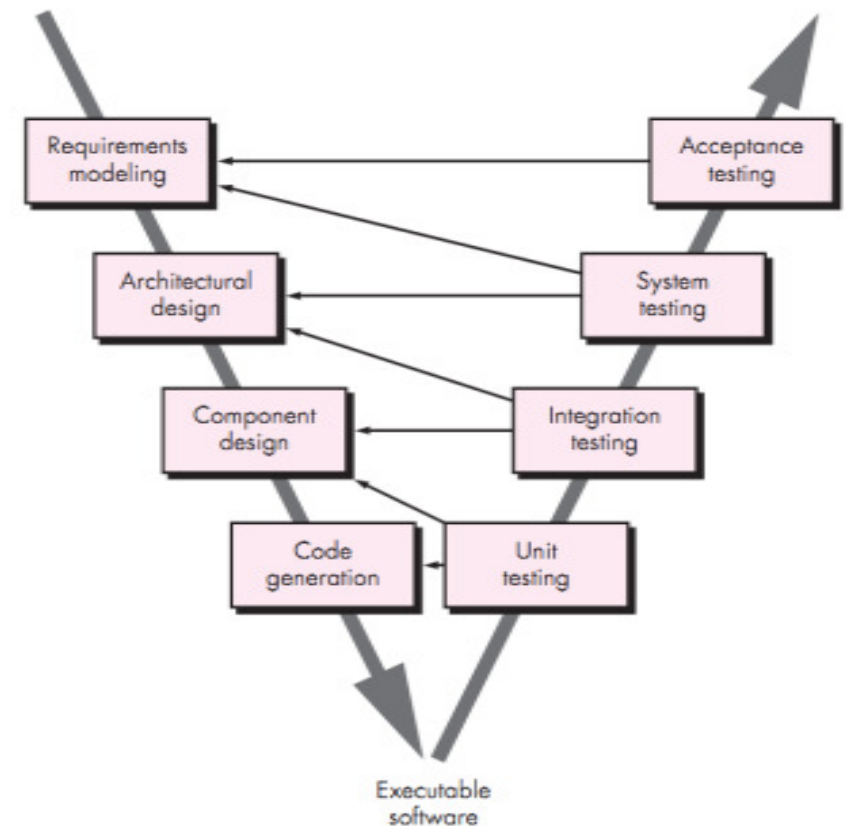 Requirements
modeling
Acceptance
testing
Architectural
design
System
testing
Component
design
Integration
testing
Code
generation
Unit
testing
Executable
software